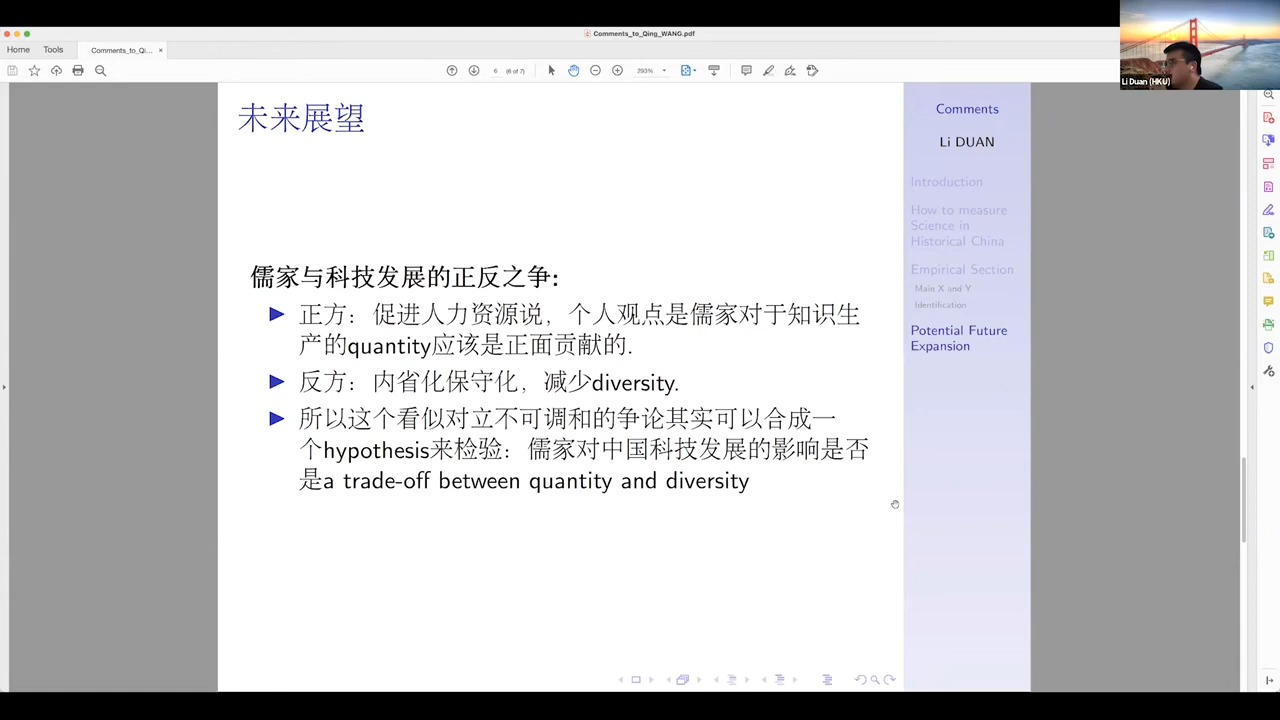 Comments_to_Qing_WANG.pdf
Home
Tools
Comments_to_Qi...
6
(6 of 7)
293%
Li Duan (HKU)
未来展望
儒家与科技发展的正反之争:
正方：促进人力资源说，个人观点是儒家对于知识生
产的quantity应该是正面贡献的.
反方：内省化保守化，减少diversity.
所以这个看似对立不可调和的争论其实可以合成一
个hypothesis来检验：儒家对中国科技发展的影响是否
是a trade-off between quantity and diversity
Comments
Li DUAN
Introduction
How to measure
Science in
Historical China
Empirical Section
Main X and Y
Identification
Potential Future
Expansion